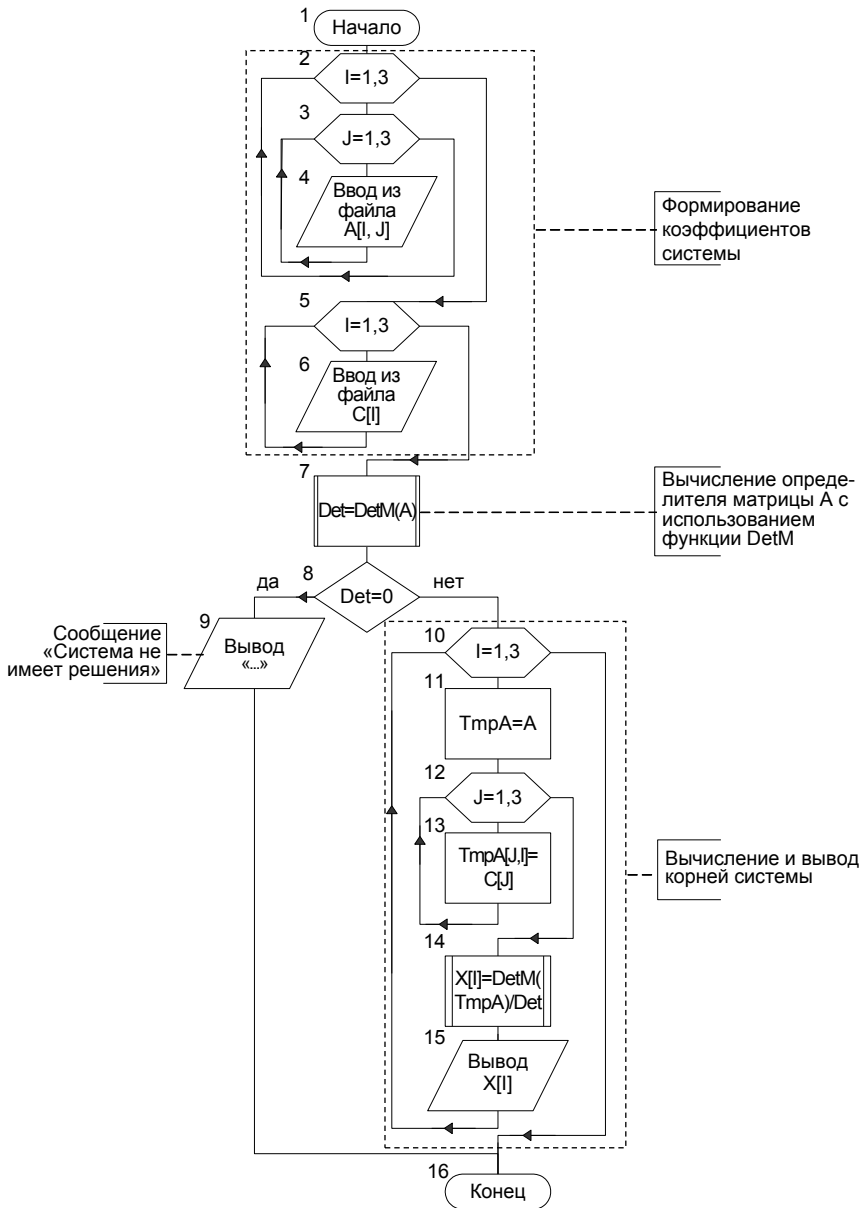 1
Начало
2
I=1,3
3
J=1,3
4
Ввод из
файла
A[I, J]
Формирование
коэффициентов
системы
5
I=1,3
6
Ввод из
файла
C[I]
7
Det=DetM(A)
Вычисление опреде-
лителя матрицы A с
использованием
функции DetM
да
8
нет
Det=0
9
Вывод
«...»
Сообщение
«Система не
имеет решения»
10
I=1,3
11
TmpA=A
12
J=1,3
13
TmpA[J,I]=
C[J]
Вычисление и вывод
корней системы
14
X[I]=DetM(
TmpA)/Det
15
Вывод
X[I]
16
Конец